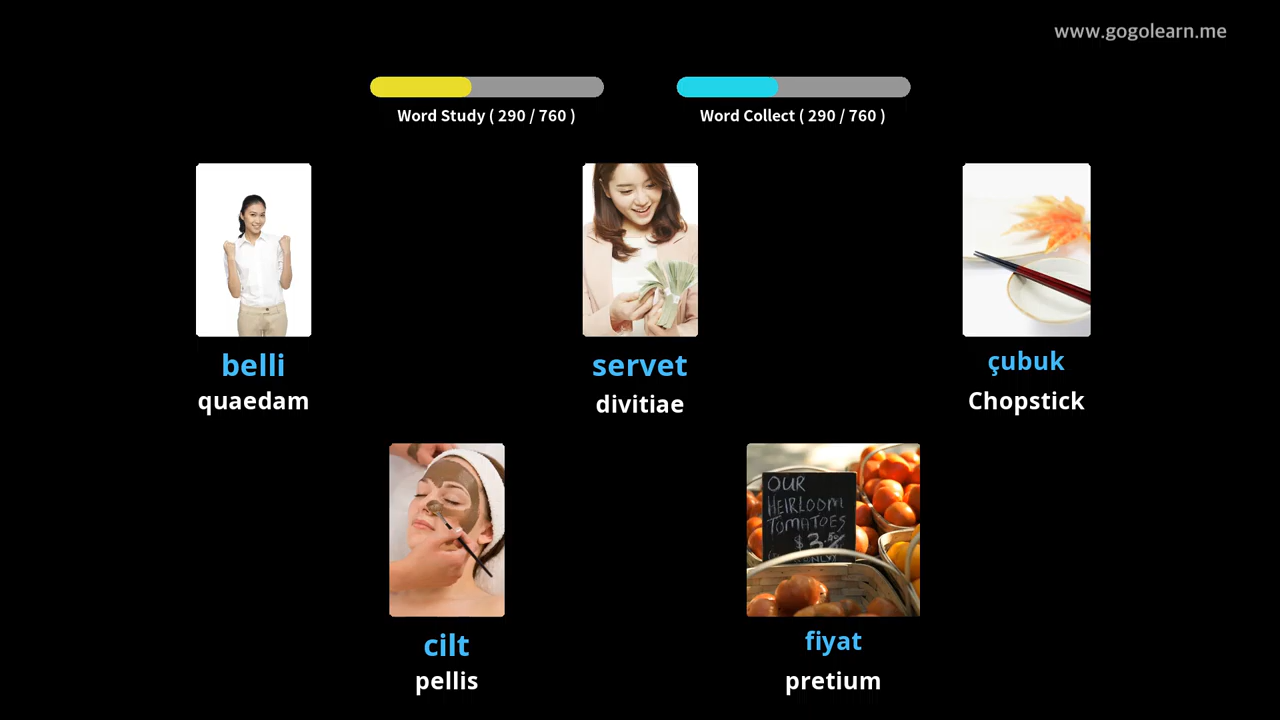 www.gogolearn.me
Word Study ( 290 / 760 )
Word Collect ( 290 / 760 )
belli
quaedam
servet
divitiae
çubuk
Chopstick
OUR
HEIRLOOM
TOMATOES
cilt
pellis
fiyat
pretium